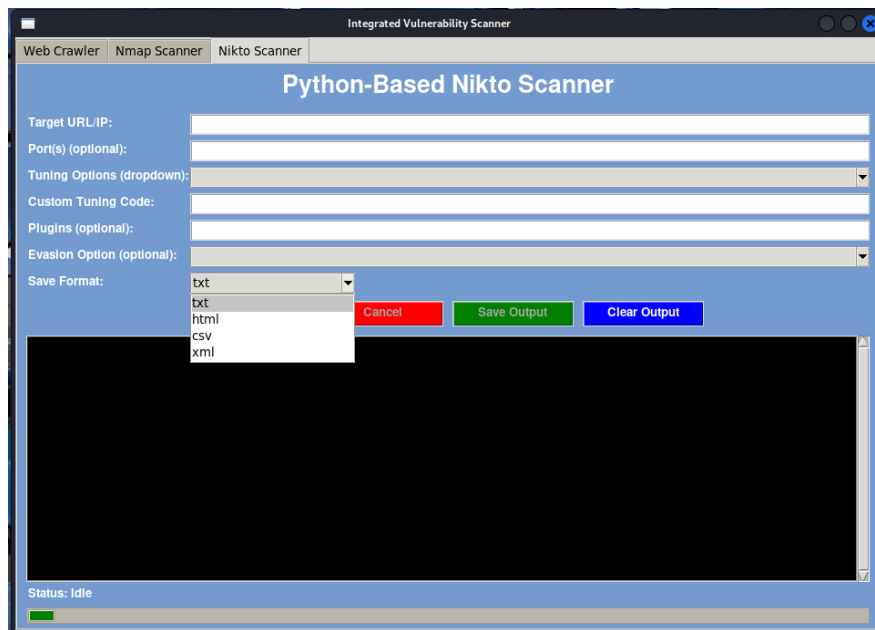 Integrated Vulnerability Scanner
Web Crawler Nmap Scanner Nikto Scanner
Python-Based Nikto Scanner
Target URL/IP:
Port(s) (optional):
Tuning Options (dropdown):
Custom Tuning Code:
Plugins (optional):
Evasion Option (optional):
Save Format: txt
txt
html
csv
xml
Cancel Save Output Clear Output
Status: Idle